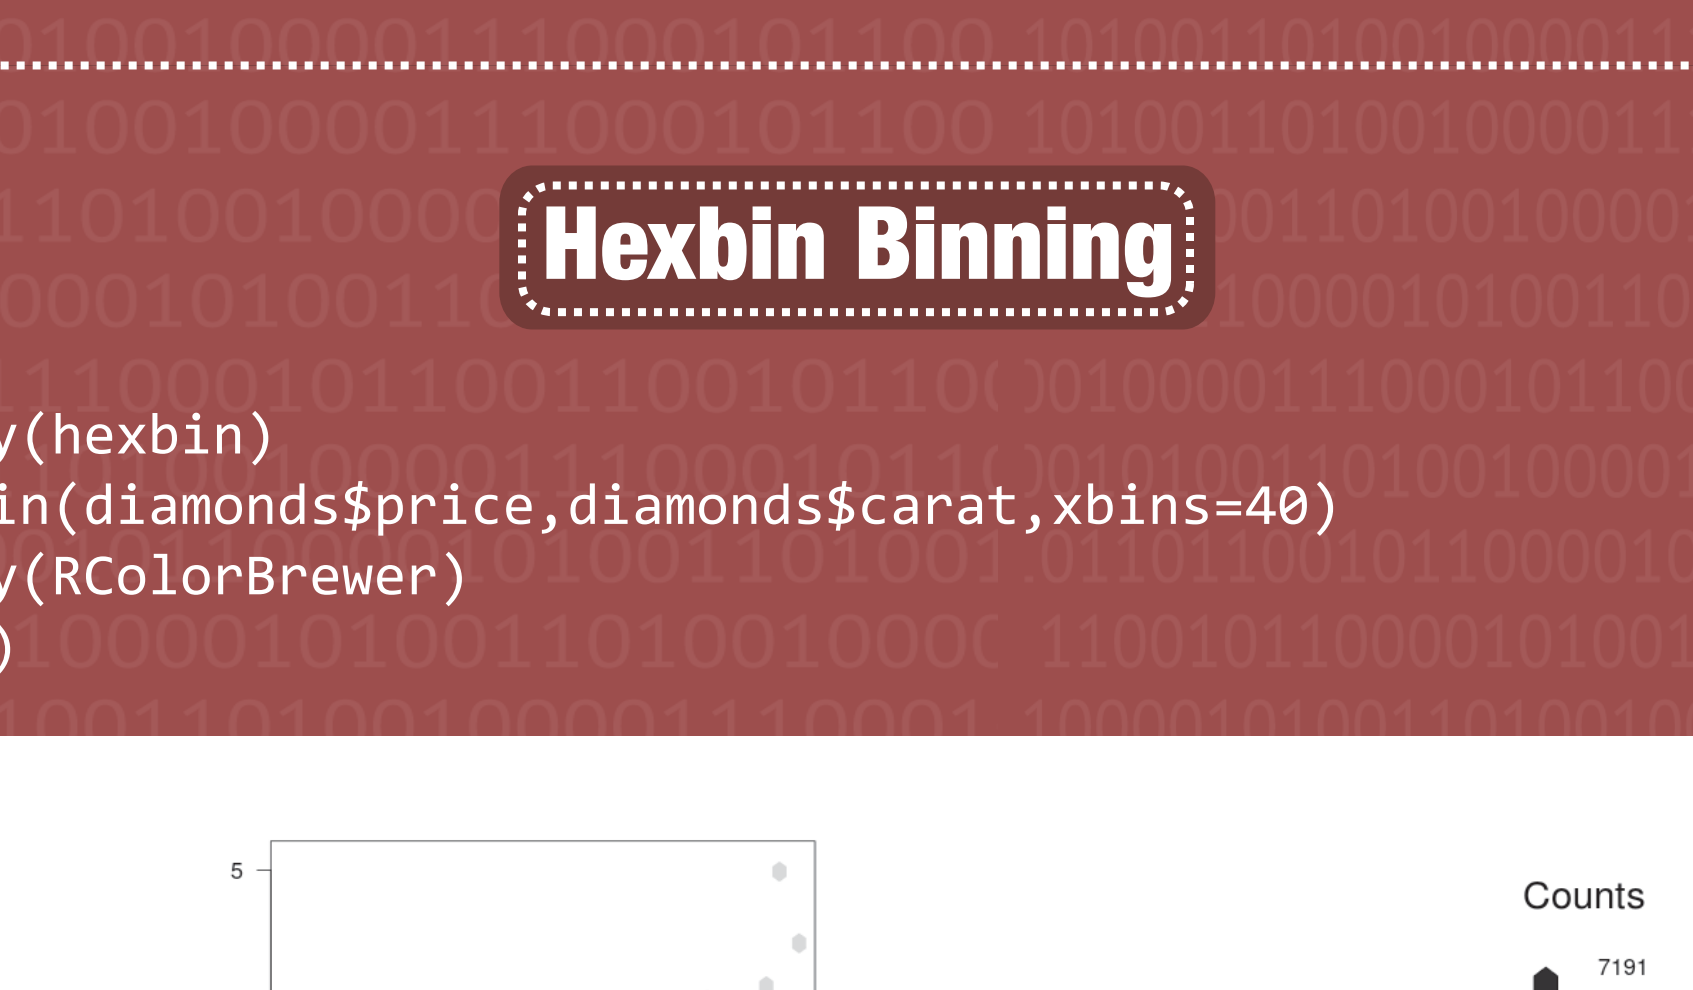 Hexbin Binning
y(hexbin)
in(diamonds$price,diamonds$carat,xbins=40)
y(RColorBrewer)
)
5
Counts
7191